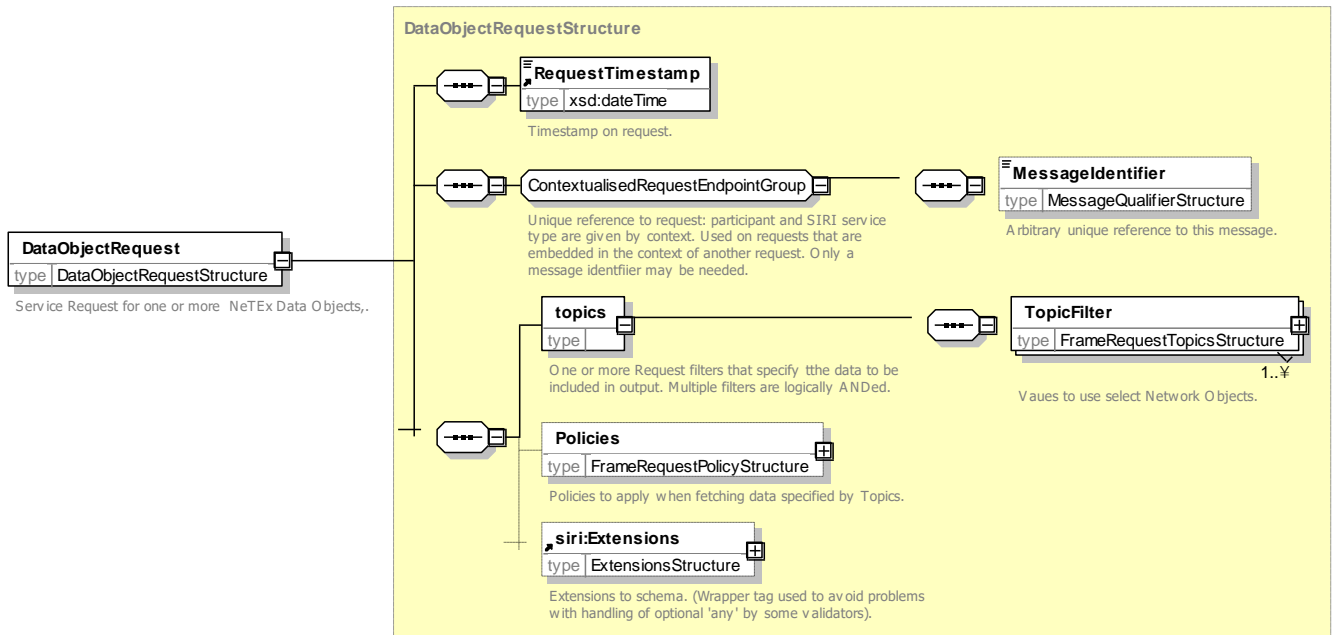 DataObjectRequestStructure
RequestTimestamp
type xsd:dateTime
Timestamp on request.
ContextualisedRequestEndpointGroup
Unique reference to request: participant and SIRI service
type are given by context. Used on requests that are
embedded in the context of another request. Only a
message identfiier may be needed.
MessageIdentifier
type MessageQualifierStructure
Arbitrary unique reference to this message.
DataObjectRequest
type DataObjectRequestStructure
Service Request for one or more NeTEx Data Objects,.
topics
type
One or more Request filters that specify tthe data to be
included in output. Multiple filters are logically ANDed.
TopicFilter
type FrameRequestTopicsStructure
1..¥
Vaues to use select Network Objects.
Policies
type FrameRequestPolicyStructure
Policies to apply when fetching data specified by Topics.
siri:Extensions
type ExtensionsStructure
Extensions to schema. (Wrapper tag used to avoid problems
with handling of optional 'any' by some validators).